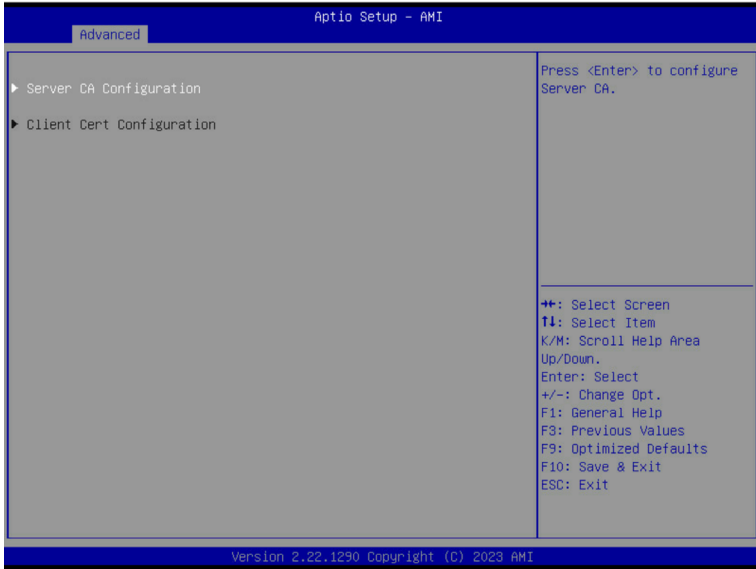 Aptio Setup - AMI
Advanced
▶ Server CA Configuration
▶ Client Cert Configuration
Press <Enter> to configure
Server CA.
→←: Select Screen
↑↓: Select Item
K/M: Scroll Help Area
Up/Down.
Enter: Select
+/-: Change Opt.
F1: General Help
F3: Previous Values
F9: Optimized Defaults
F10: Save & Exit
ESC: Exit
Version 2.22.1290 Copyright (C) 2023 AMI